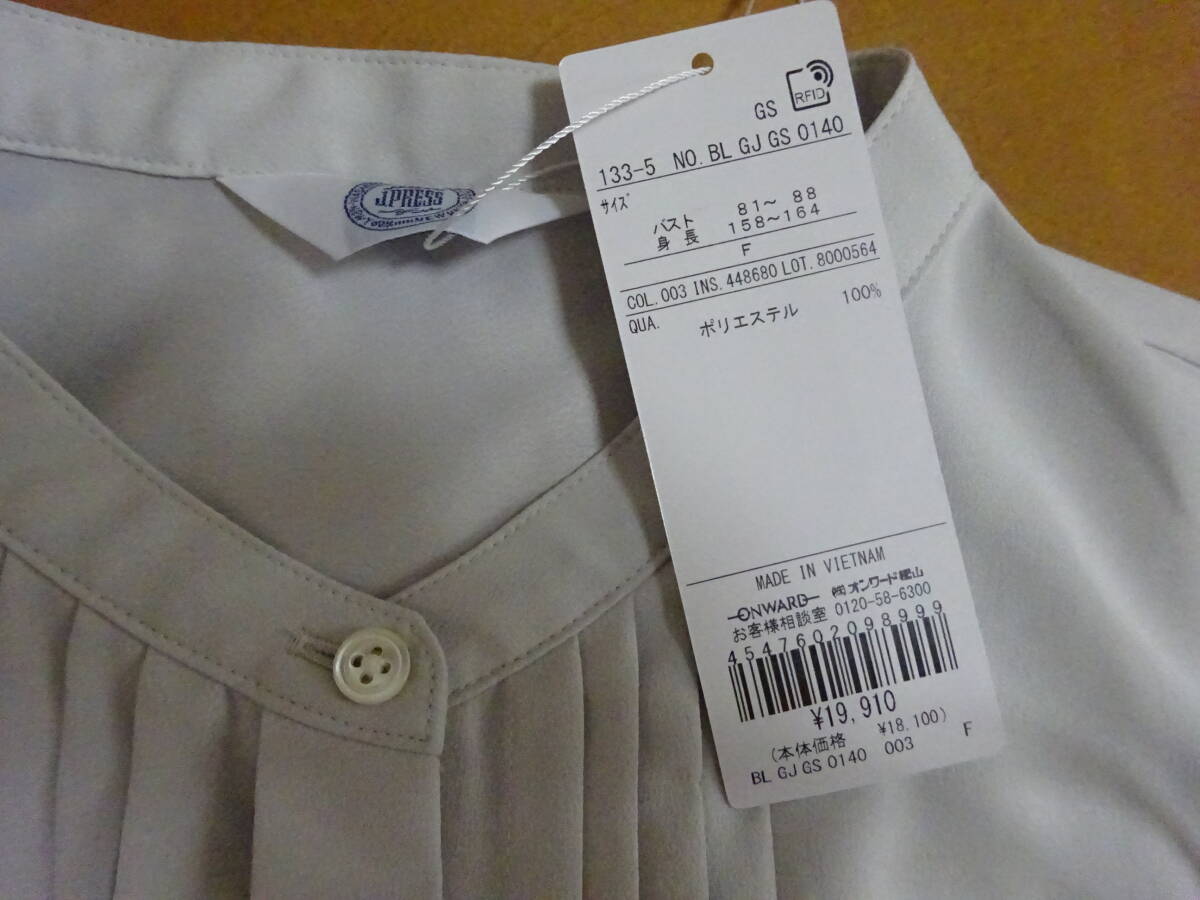 J.PRESS
RFID
GS
133-5 NO. BL GJ GS 0140
サイズ
バスト 81～ 88
身 長 158～164
F
COL. 003 INS. 448680 LOT. 8000564
QUA. ポリエステル 100%
MADE IN VIETNAM
ONWARD ㈱オンワード樫山
お客様相談室 0120-58-6300
4547602098999
¥19,910
(本体価格 ¥18,100)
BL GJ GS 0140 003 F